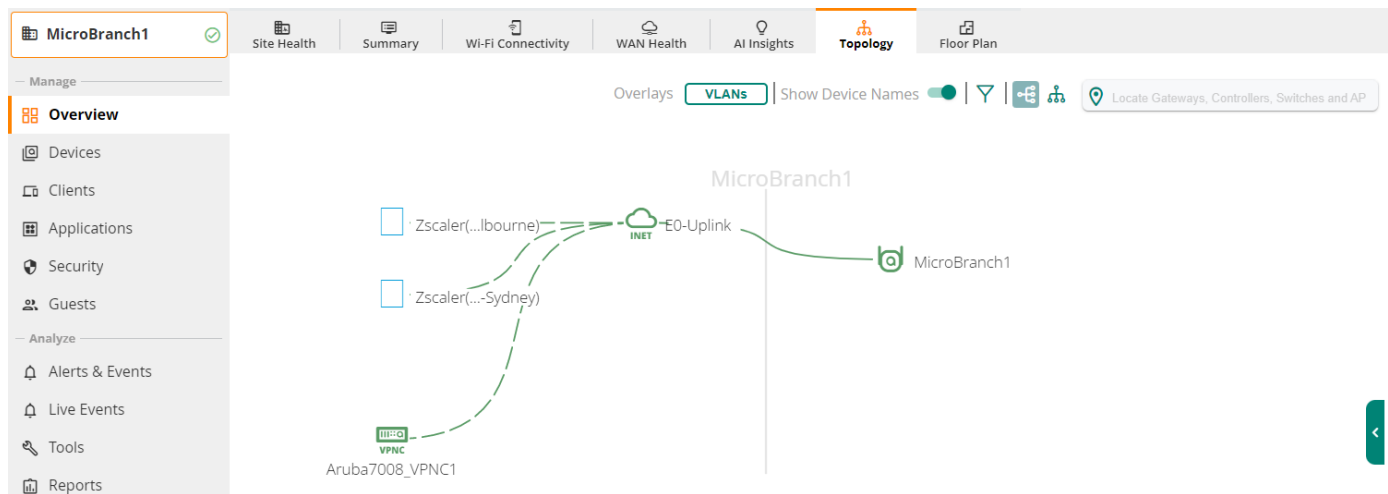 MicroBranch1
Site Health
Summary
Wi-Fi Connectivity
WAN Health
AI Insights
Topology
Floor Plan
Manage
Overview
Devices
Clients
Applications
Security
Guests
Analyze
Alerts & Events
Live Events
Tools
Reports
Overlays VLANs Show Device Names
Locate Gateways, Controllers, Switches and AP
MicroBranch1
Zscaler(...lbourne)
INET
E0-Uplink
MicroBranch1
Zscaler(...-Sydney)
VPNC
Aruba7008_VPNC1